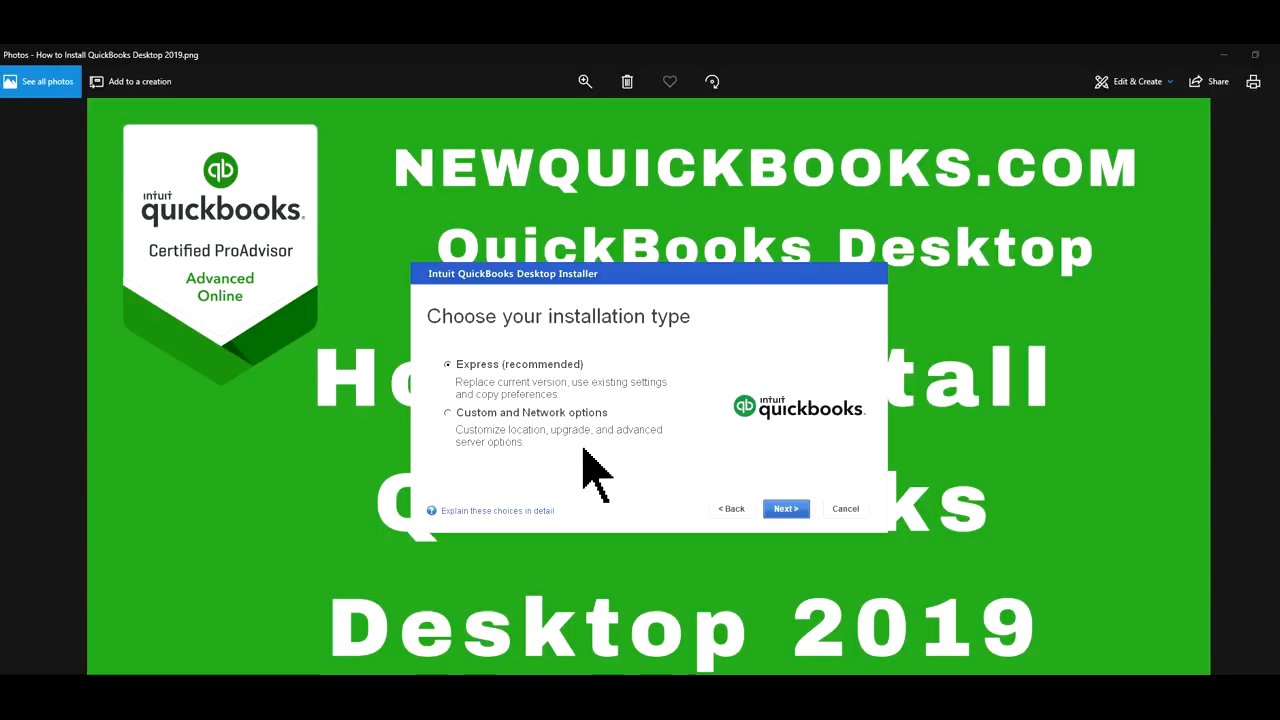 Photos - How to Install QuickBooks Desktop 2019.png
See all photos
Add to a creation
Edit & Create
Share
intuit
quickbooks.
Certified ProAdvisor
Advanced
Online
NEWQUICKBOOKS.COM
QuickBooks Desktop
Intuit QuickBooks Desktop Installer
Choose your installation type
Express (recommended)
Replace current version, use existing settings
and copy preferences.
Custom and Network options
Customize location, upgrade, and advanced
server options.
qb intuit
quickbooks.
? Explain these choices in detail
< Back
Next >
Cancel
Desktop 2019